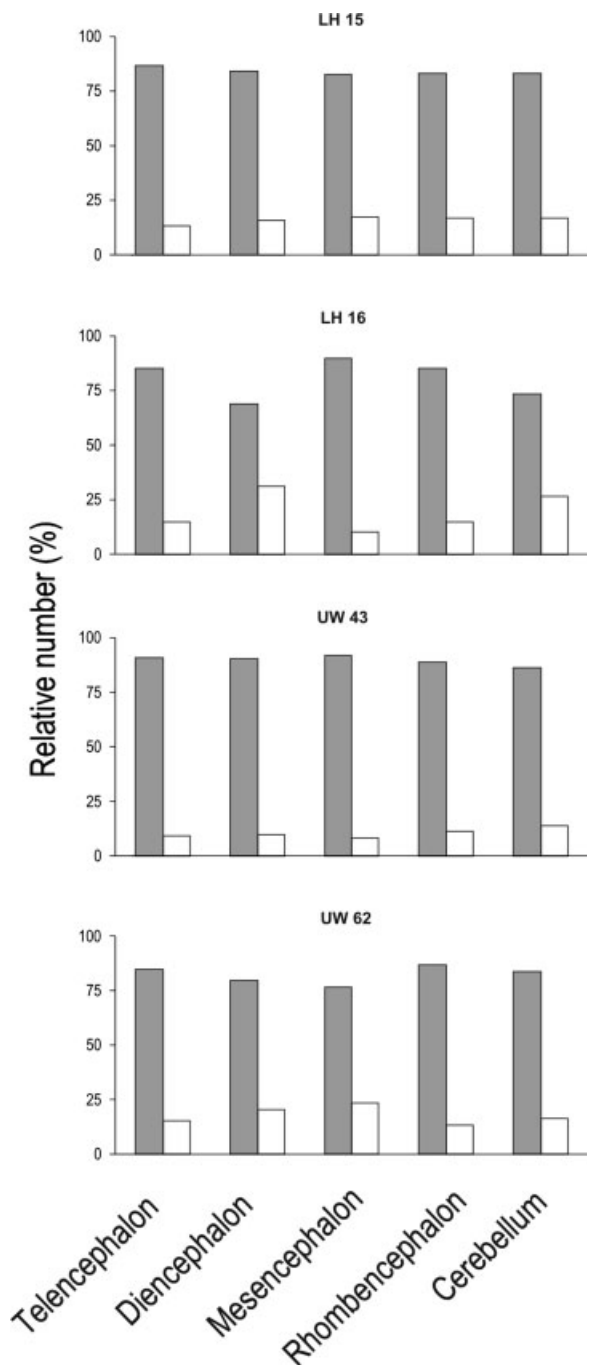 LH 15
100
75
50
25
0
LH 16
100
75
50
25
0
UW 43
100
75
50
25
0
UW 62
100
75
50
25
0
Relative number (%)
Telencephalon
Diencephalon
Mesencephalon
Rhombencephalon
Cerebellum